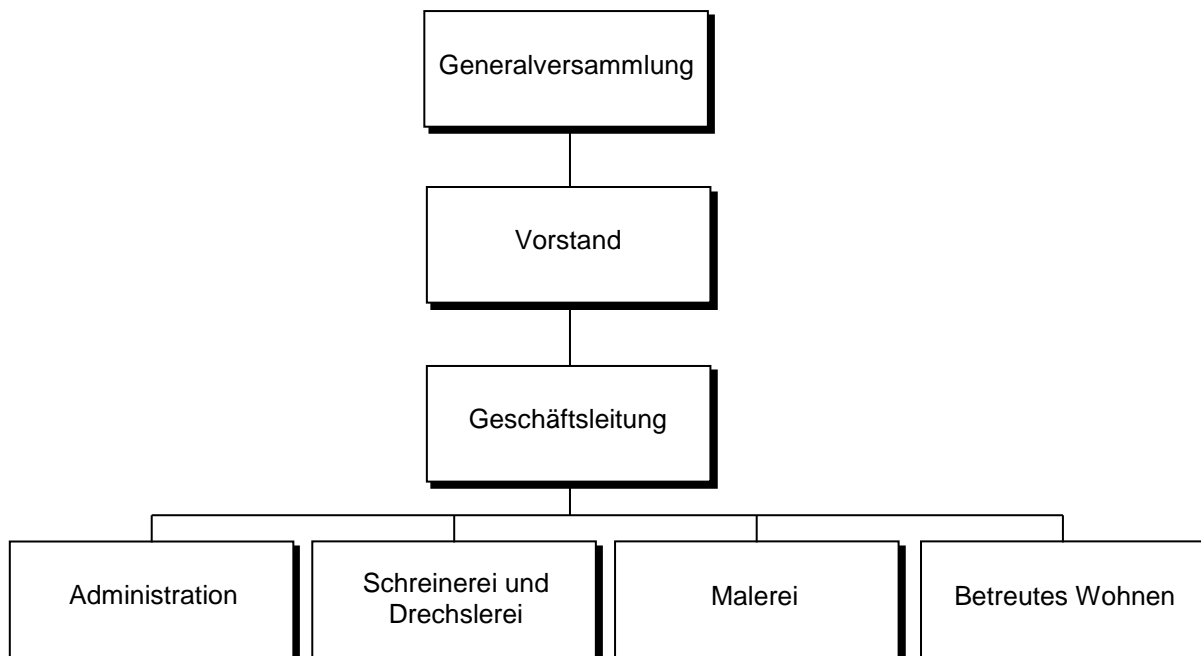 Generalversammlung
Vorstand
Geschäftsleitung
Administration
Schreinerei und
Drechslerei
Malerei
Betreutes Wohnen